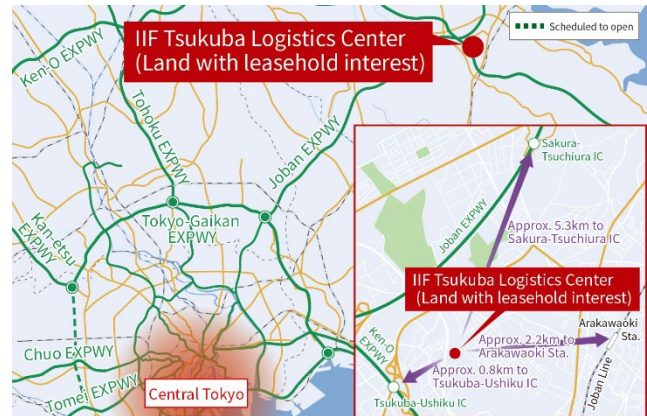 Scheduled to open
IIF Tsukuba Logistics Center
(Land with leasehold interest)
Ken-O EXPWY
Tohoku EXPWY
Joban EXPWY
Kan-etsu
EXPWY
Tokyo-Gaikan
EXPWY
Chuo EXPWY
Tomei EXPWY
Central Tokyo
Sakura-
Tsuchiura IC
Joban EXPWY
Approx. 5.3km to
Sakura-Tsuchiura IC
IIF Tsukuba Logistics Center
(Land with leasehold interest)
Arakawaoki
Sta.
Approx. 2.2km to
Arakawaoki Sta.
Ken-O
EXPWY
Approx. 0.8km to
Tsukuba-Ushiku IC
Tsukuba-Ushiku IC
Joban Line